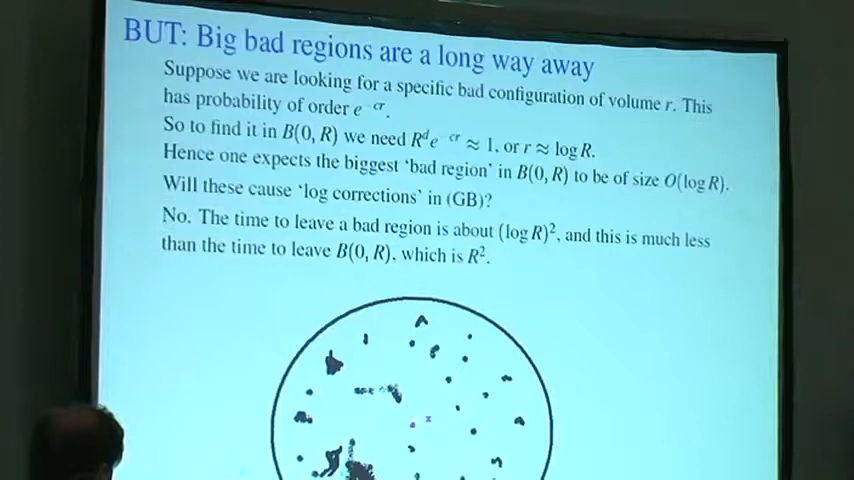 BUT: Big bad regions are a long way away
Suppose we are looking for a specific bad configuration of volume r. This
has probability of order e^{-cr}.
So to find it in B(0, R) we need R^d e^{-cr} ≈ 1, or r ≈ log R.
Hence one expects the biggest 'bad region' in B(0, R) to be of size O(log R).
Will these cause 'log corrections' in (GB)?
No. The time to leave a bad region is about (log R)², and this is much less
than the time to leave B(0, R), which is R².
x